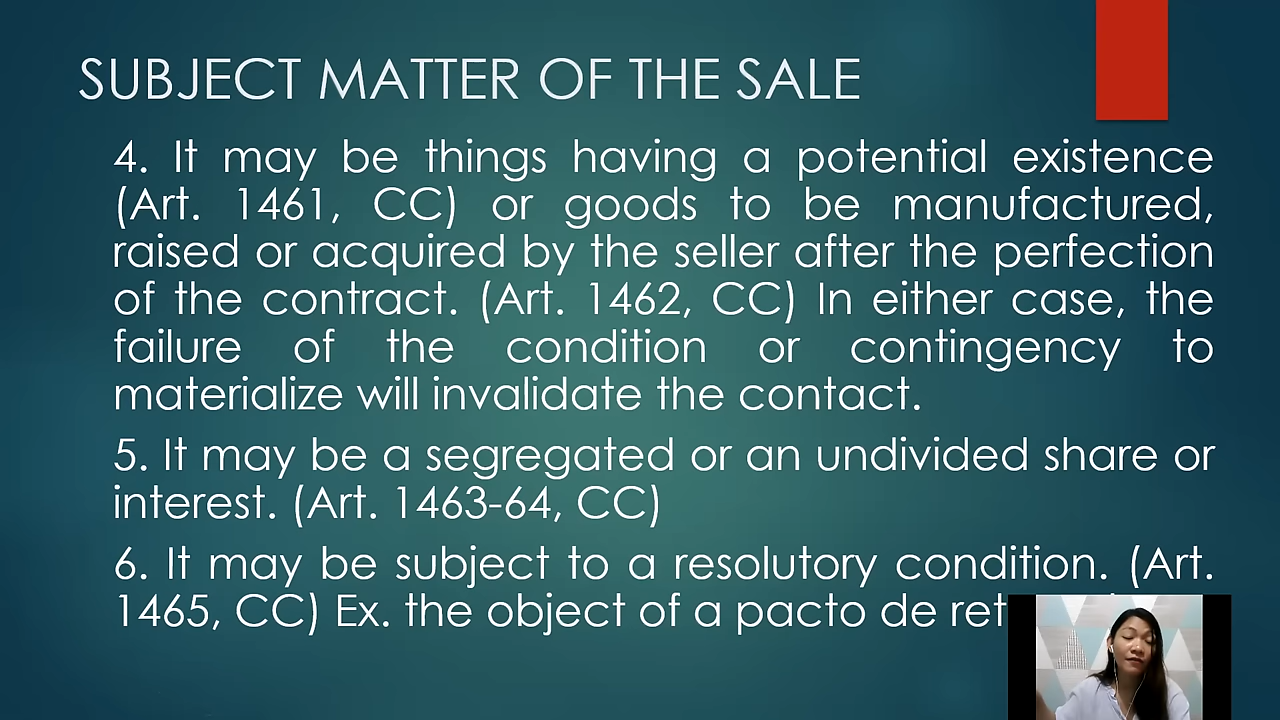 SUBJECT MATTER OF THE SALE
4. It may be things having a potential existence
(Art. 1461, CC) or goods to be manufactured,
raised or acquired by the seller after the perfection
of the contract. (Art. 1462, CC) In either case, the
failure of the condition or contingency to
materialize will invalidate the contact.
5. It may be a segregated or an undivided share or
interest. (Art. 1463-64, CC)
6. It may be subject to a resolutory condition. (Art.
1465, CC) Ex. the object of a pacto de